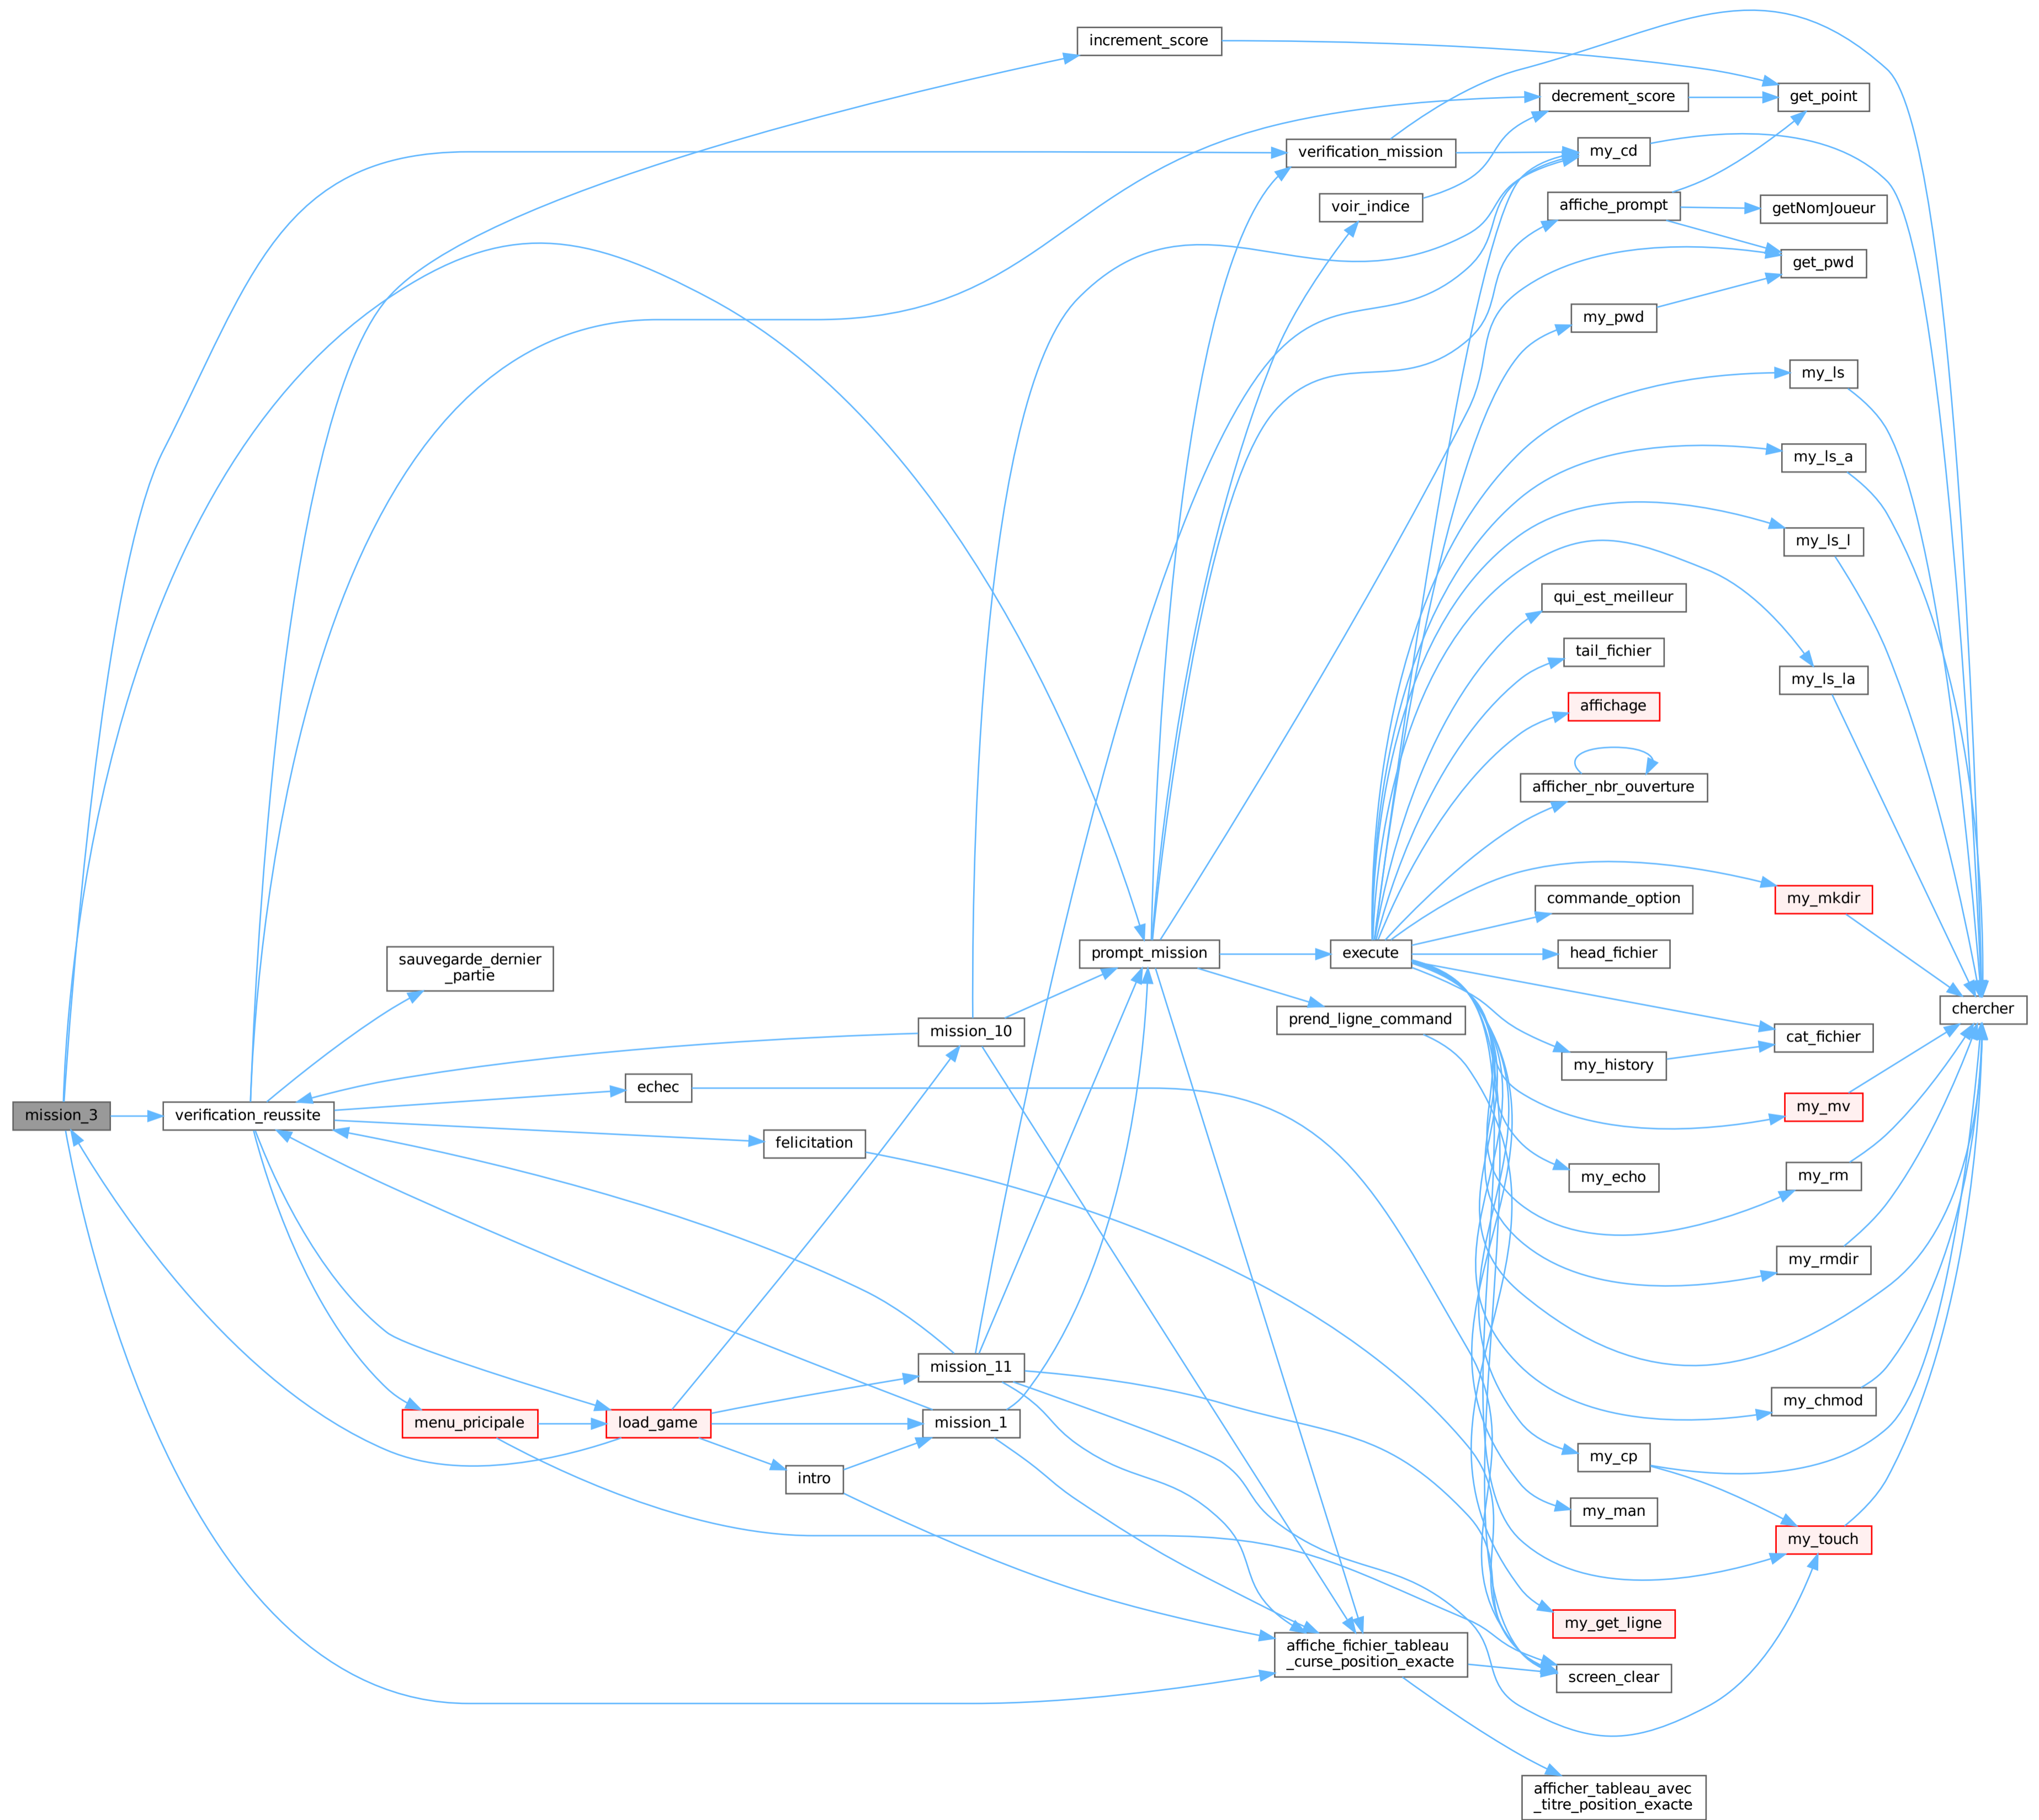 increment_score
decrement_score
get_point
verification_mission
my_cd
voir_indice
affiche_prompt
getNomJoueur
get_pwd
my_pwd
my_ls
my_ls_a
my_ls_l
qui_est_meilleur
tail_fichier
my_ls_la
affichage
afficher_nbr_ouverture
commande_option
my_mkdir
sauvegarde_dernier
_partie
prompt_mission
execute
head_fichier
chercher
prend_ligne_command
mission_10
cat_fichier
my_history
echec
my_mv
mission_3
verification_reussite
felicitation
my_rm
my_echo
my_rmdir
mission_11
my_chmod
menu_pricipale
load_game
mission_1
my_cp
intro
my_man
my_touch
my_get_ligne
affiche_fichier_tableau
_curse_position_exacte
screen_clear
afficher_tableau_avec
_titre_position_exacte